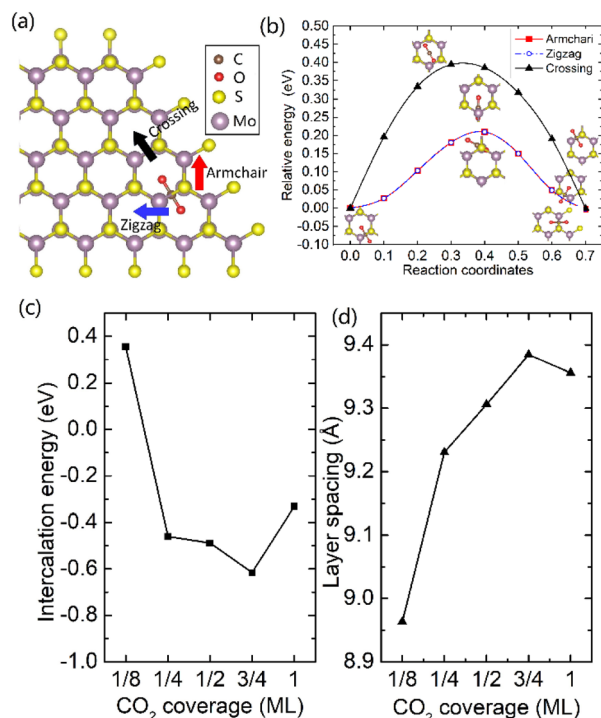 (a)
C
O
S
Mo
Crossing
Armchair
Zigzag
(b)
Armchari
Zigzag
Crossing
0.50
0.45
0.40
0.35
0.30
0.25
0.20
0.15
0.10
0.05
0.00
-0.05
-0.10
Relative energy (eV)
0.0 0.1 0.2 0.3 0.4 0.5 0.6 0.7
Reaction coordinates
(c)
0.4
0.2
0.0
-0.2
-0.4
-0.6
-0.8
-1.0
Intercalation energy (eV)
1/8 1/4 1/2 3/4 1
CO₂ coverage (ML)
(d)
9.4
9.3
9.2
9.1
9.0
8.9
Layer spacing (Å)
1/8 1/4 1/2 3/4 1
CO₂ coverage (ML)